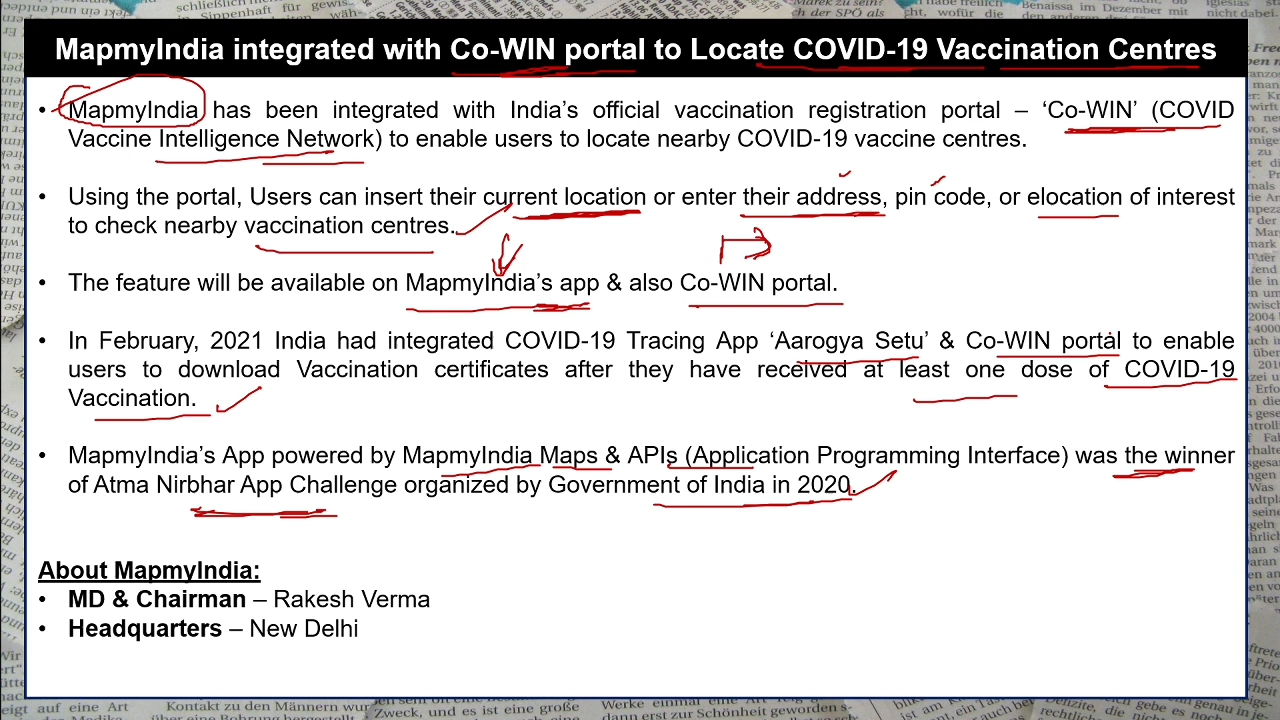 MapmyIndia integrated with Co-WIN portal to Locate COVID-19 Vaccination Centres
• MapmyIndia has been integrated with India's official vaccination registration portal – 'Co-WIN' (COVID
Vaccine Intelligence Network) to enable users to locate nearby COVID-19 vaccine centres.
• Using the portal, Users can insert their current location or enter their address, pin code, or elocation of interest
to check nearby vaccination centres.
• The feature will be available on MapmyIndia's app & also Co-WIN portal.
• In February, 2021 India had integrated COVID-19 Tracing App 'Aarogya Setu' & Co-WIN portal to enable
users to download Vaccination certificates after they have received at least one dose of COVID-19
Vaccination.
• MapmyIndia's App powered by MapmyIndia Maps & APIs (Application Programming Interface) was the winner
of Atma Nirbhar App Challenge organized by Government of India in 2020.
About MapmyIndia:
• MD & Chairman – Rakesh Verma
• Headquarters – New Delhi